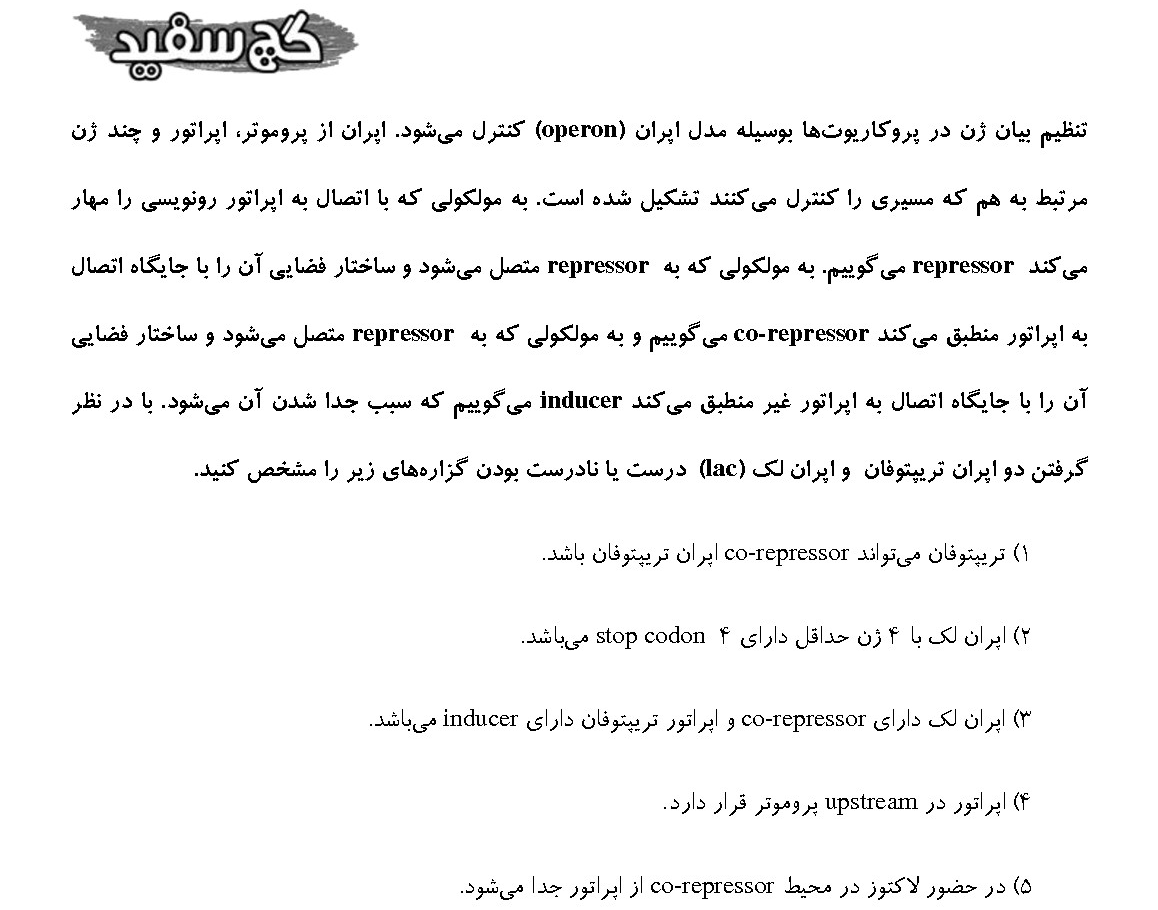 گچ سفید
تنظیم بیان ژن در پروکاریوت‌ها بوسیله مدل اپران (operon) کنترل می‌شود. اپران از پروموتر، اپراتور و چند ژن
مرتبط به هم که مسیری را کنترل می‌کنند تشکیل شده است. به مولکولی که با اتصال به اپراتور رونویسی را مهار
می‌کند repressor می‌گوییم. به مولکولی که به repressor متصل می‌شود و ساختار فضایی آن را با جایگاه اتصال
به اپراتور منطبق می‌کند co-repressor می‌گوییم و به مولکولی که به repressor متصل می‌شود و ساختار فضایی
آن را با جایگاه اتصال به اپراتور غیر منطبق می‌کند inducer می‌گوییم که سبب جدا شدن آن می‌شود. با در نظر
گرفتن دو اپران تریپتوفان و اپران لک (lac) درست یا نادرست بودن گزاره‌های زیر را مشخص کنید.
۱) تریپتوفان می‌تواند co-repressor اپران تریپتوفان باشد.
۲) اپران لک با ۴ ژن حداقل دارای ۴ stop codon می‌باشد.
۳) اپران لک دارای co-repressor و اپراتور تریپتوفان دارای inducer می‌باشد.
۴) اپراتور در upstream پروموتر قرار دارد.
۵) در حضور لاکتوز در محیط co-repressor از اپراتور جدا می‌شود.